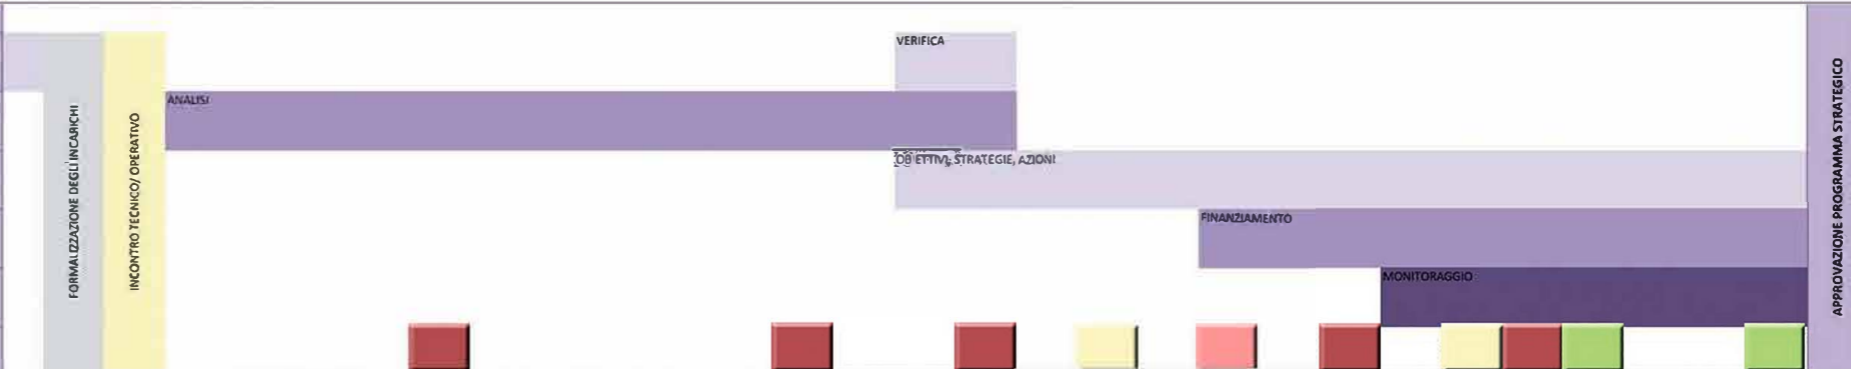 FORMALIZZAZIONE DEGLI INCARICHI
INCONTRO TECNICO/ OPERATIVO
VERIFICA
ANALISI
OBIETTIVI, STRATEGIE, AZIONI
FINANZIAMENTO
MONITORAGGIO
APPROVAZIONE PROGRAMMA STRATEGICO